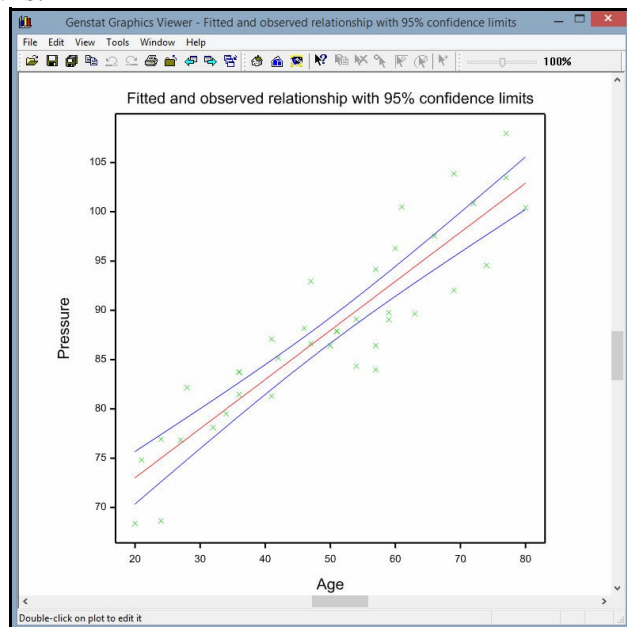 Genstat Graphics Viewer - Fitted and observed relationship with 95% confidence limits
File Edit View Tools Window Help
100%
Fitted and observed relationship with 95% confidence limits
105
100
95
90
85
80
75
70
Pressure
20 30 40 50 60 70 80
Age
Double-click on plot to edit it